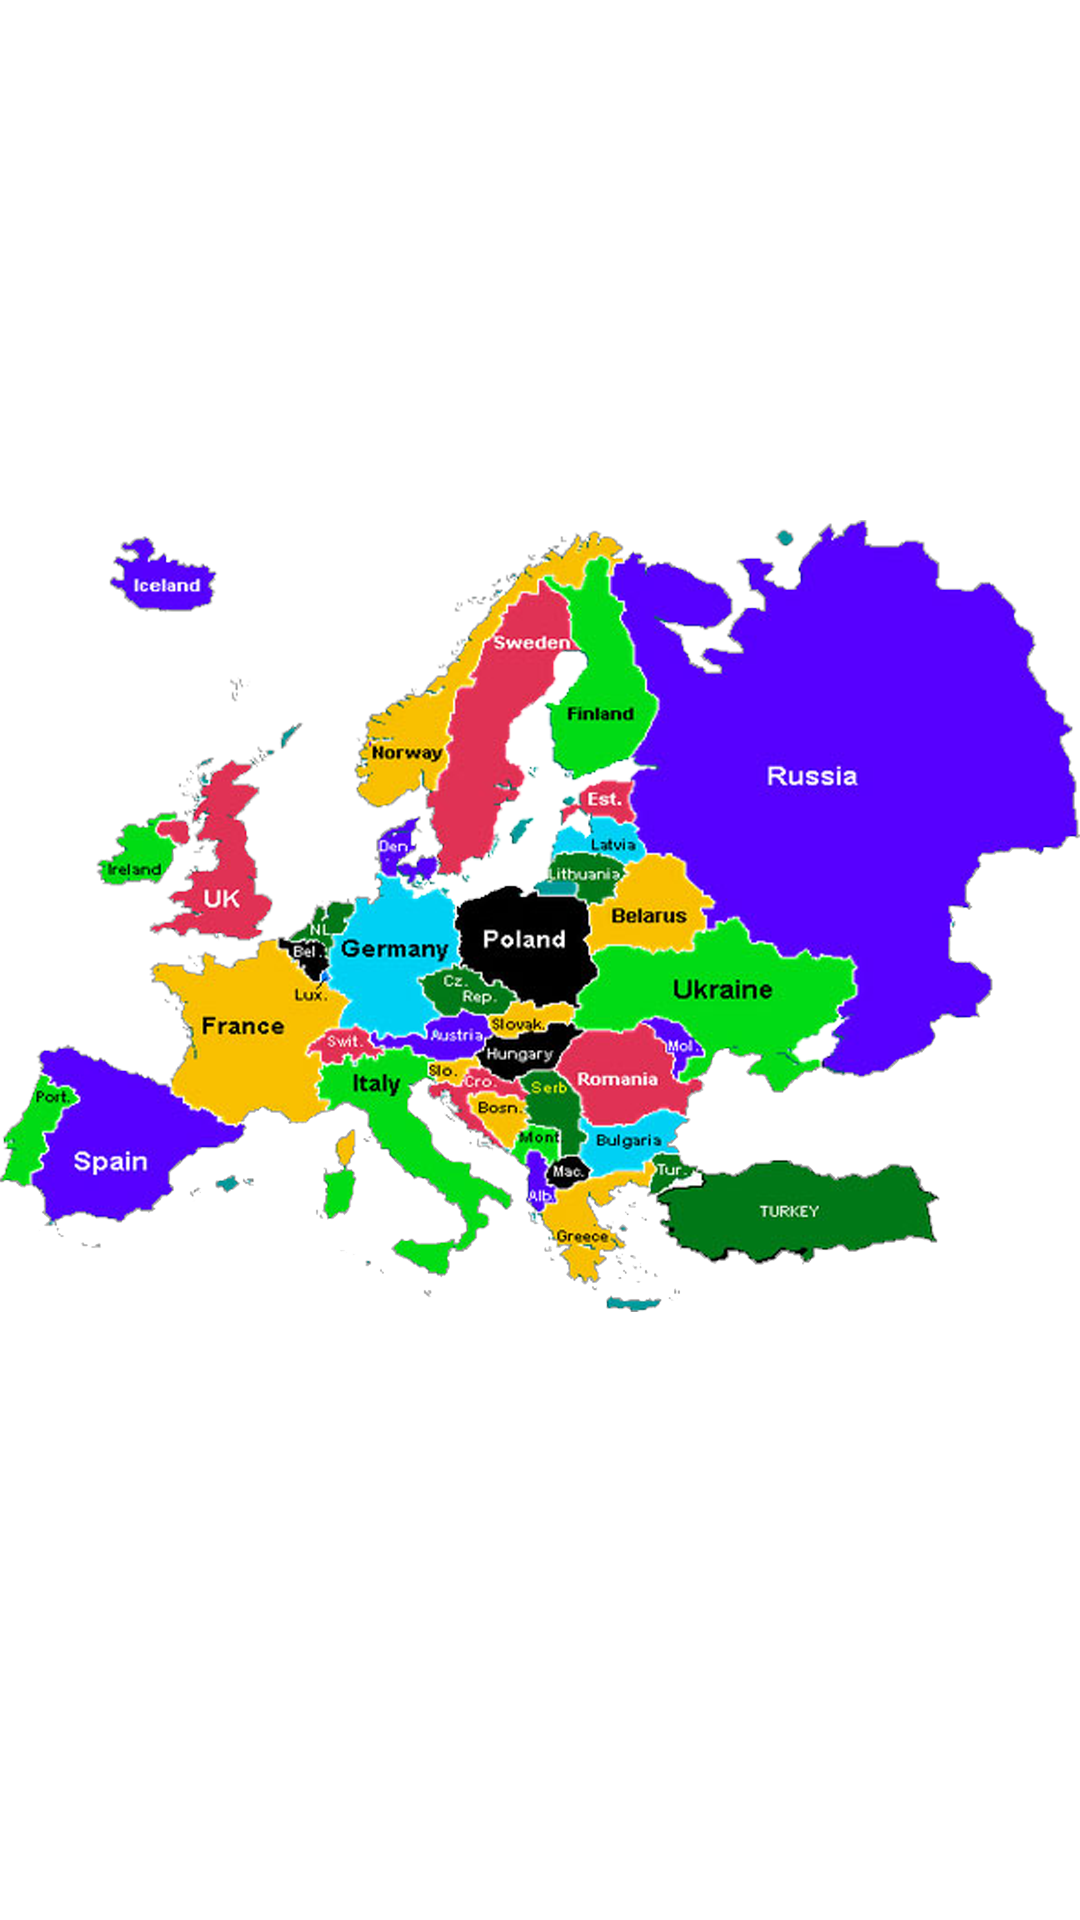 Iceland
Sweden
Finland
Norway
Russia
Est.
Den.
Latvia
Ireland
Lithuania
UK
Belarus
NL
Poland
Germany
Bel.
Cz.
Rep.
Ukraine
Lux.
France
Slovak.
Austria
Swit.
Mol.
Hungary
Slo.
Romania
Italy
Cro.
Serb
Port.
Bosn.
Mont
Bulgaria
Spain
Mac.
Tur.
Alb.
TURKEY
Greece